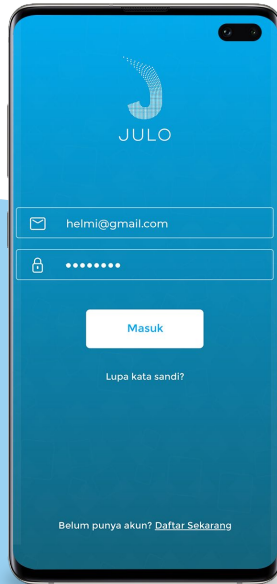 JULO
helmi@gmail.com
••••••••
Masuk
Lupa kata sandi?
Belum punya akun? Daftar Sekarang